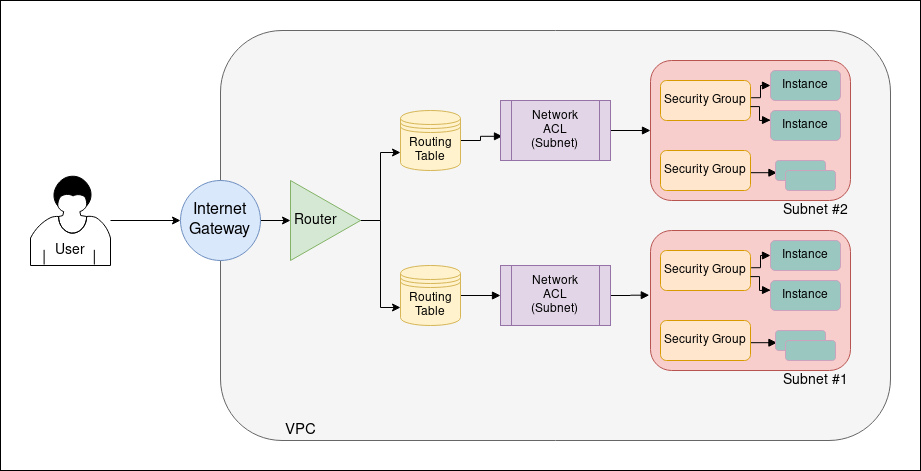 User
Internet
Gateway
Router
Routing
Table
Network
ACL
(Subnet)
Security Group
Instance
Instance
Security Group
Subnet #2
Routing
Table
Network
ACL
(Subnet)
Security Group
Instance
Instance
Security Group
Subnet #1
VPC